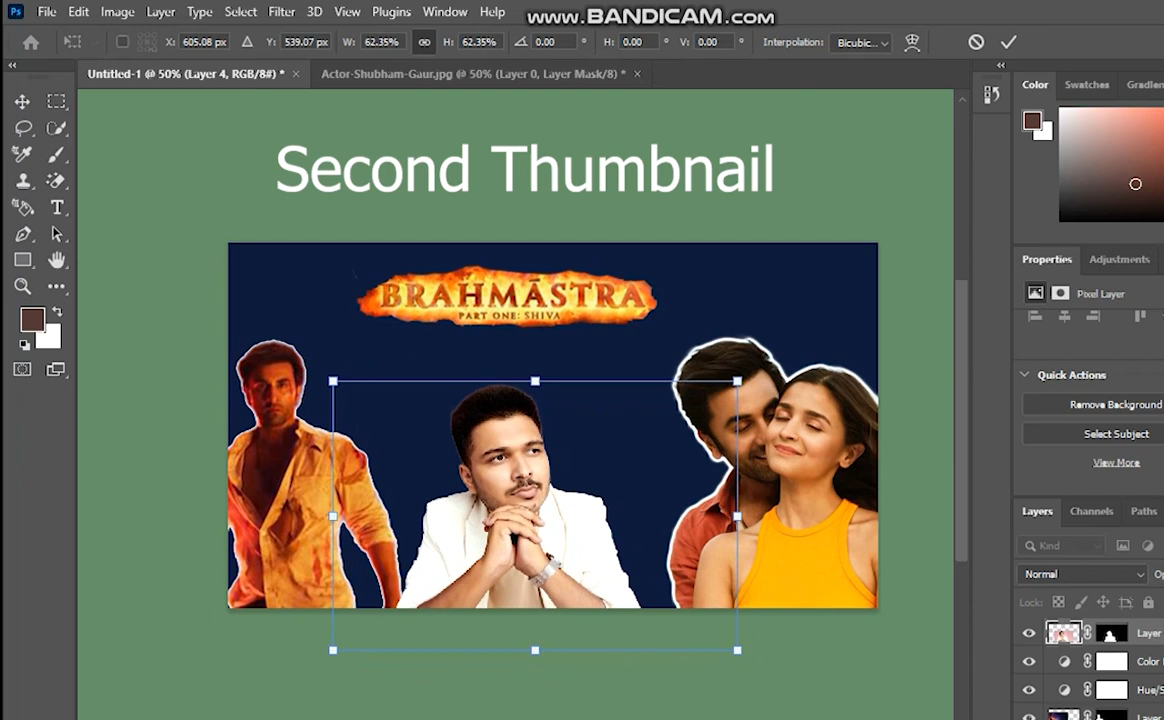 Ps File Edit Image Layer Type Select Filter 3D View Plugins Window Help
www.BANDICAM.com
X: 605.08 px Y: 539.07 px W: 62.35% H: 62.35% 0.00 ° H: 0.00 ° V: 0.00 ° Interpolation: Bicubic...
Untitled-1 @ 50% (Layer 4, RGB/8#) * × Actor-Shubham-Gaur.jpg @ 50% (Layer 0, Layer Mask/8) * ×
Color Swatches Gradien
Second Thumbnail
BRAHMĀSTRA
PART ONE: SHIVA
Properties Adjustments
Pixel Layer
Quick Actions
Remove Background
Select Subject
View More
Layers Channels Paths
Kind
Normal Op
Lock:
Layer
Color
Hue/S
Layer